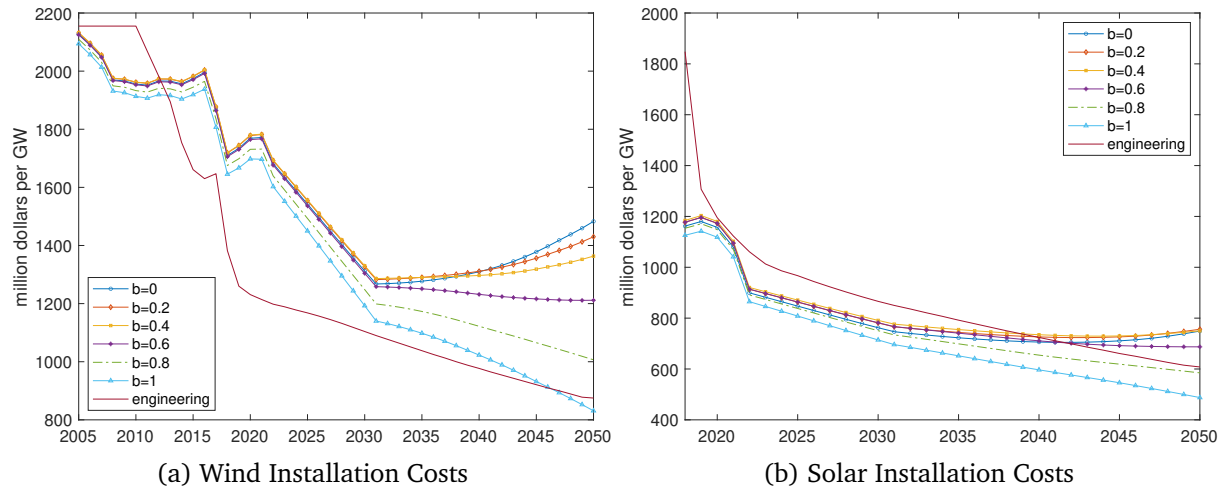 2200
2000
1800
1600
1400
1200
1000
800
million dollars per GW
b=0
b=0.2
b=0.4
b=0.6
b=0.8
b=1
engineering
2005 2010 2015 2020 2025 2030 2035 2040 2045 2050
(a) Wind Installation Costs
2000
1800
1600
1400
1200
1000
800
600
400
million dollars per GW
b=0
b=0.2
b=0.4
b=0.6
b=0.8
b=1
engineering
2020 2025 2030 2035 2040 2045 2050
(b) Solar Installation Costs